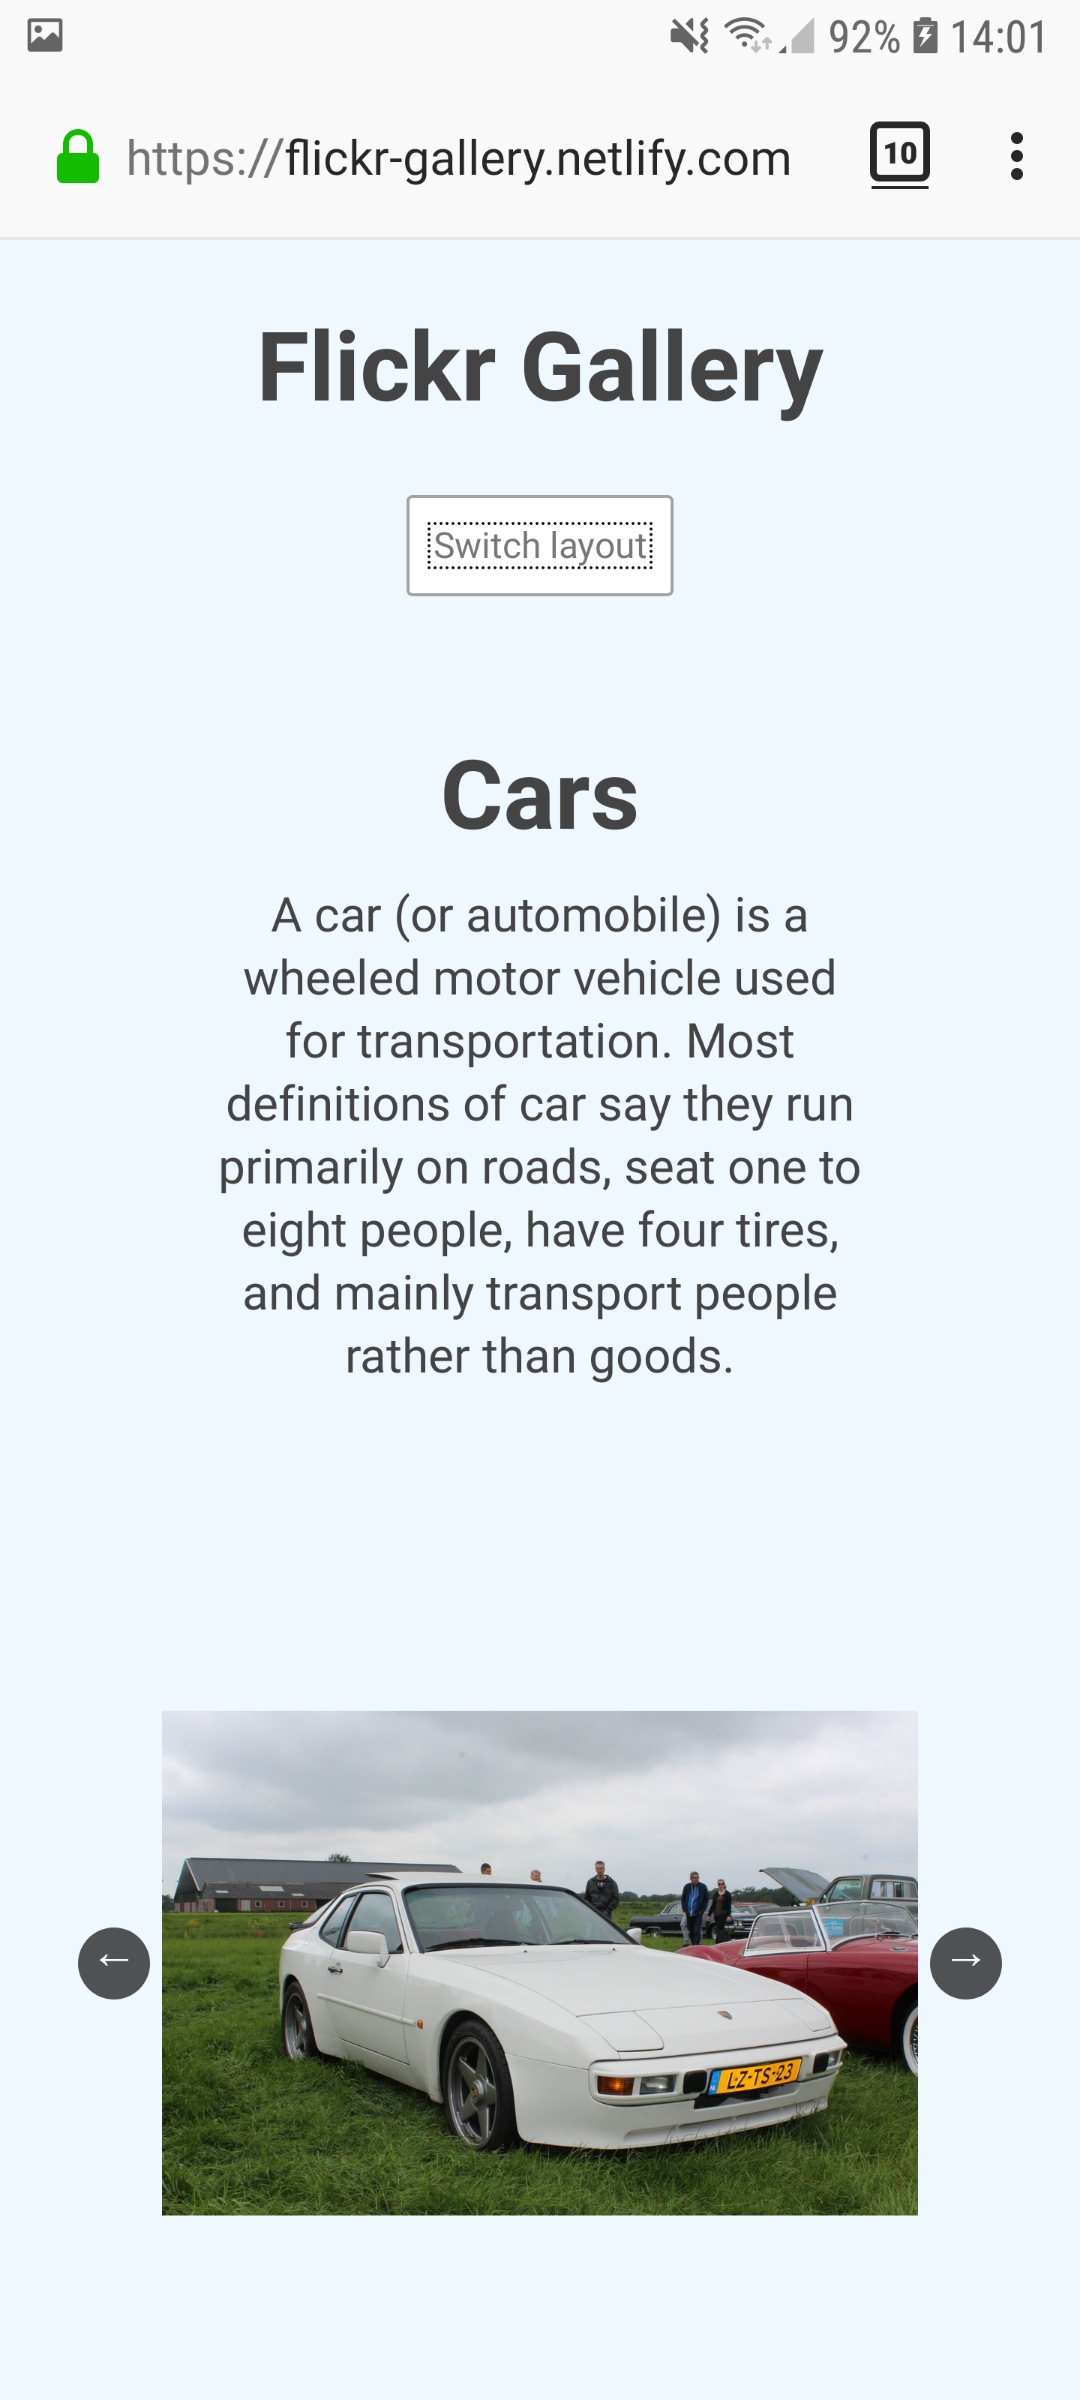 92% 14:01
https://flickr-gallery.netlify.com 10
Flickr Gallery
Switch layout
Cars
A car (or automobile) is a
wheeled motor vehicle used
for transportation. Most
definitions of car say they run
primarily on roads, seat one to
eight people, have four tires,
and mainly transport people
rather than goods.
← →
NL LZ-TS-23